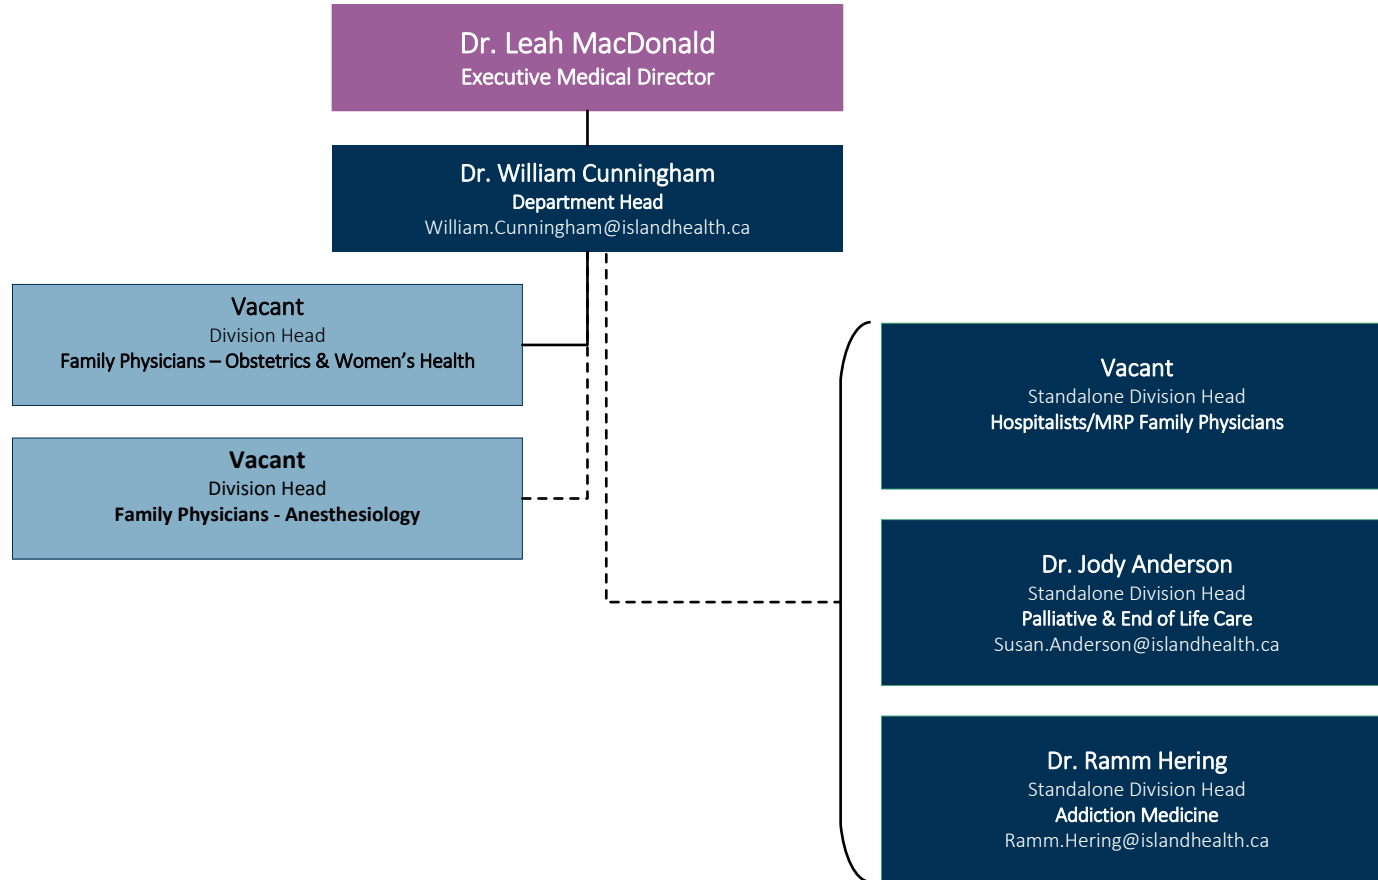 Dr. Leah MacDonald
Executive Medical Director
Dr. William Cunningham
Department Head
William.Cunningham@islandhealth.ca
Vacant
Division Head
Family Physicians – Obstetrics & Women’s Health
Vacant
Division Head
Family Physicians - Anesthesiology
Vacant
Standalone Division Head
Hospitalists/MRP Family Physicians
Dr. Jody Anderson
Standalone Division Head
Palliative & End of Life Care
Susan.Anderson@islandhealth.ca
Dr. Ramm Hering
Standalone Division Head
Addiction Medicine
Ramm.Hering@islandhealth.ca